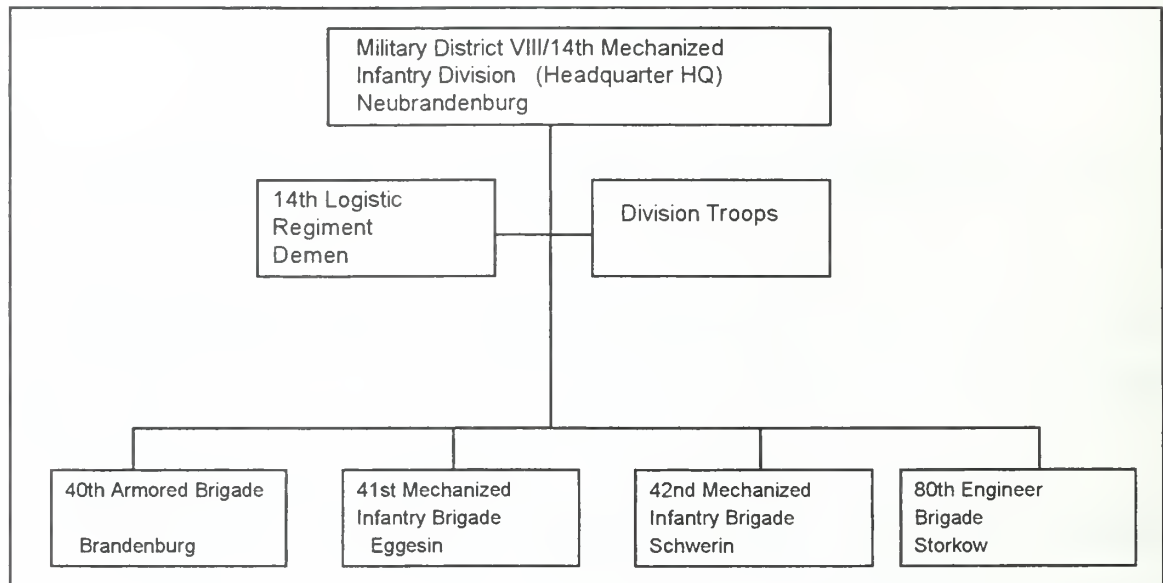 Military District VIII/14th Mechanized
Infantry Division (Headquarter HQ)
Neubrandenburg
14th Logistic
Regiment
Demen
Division Troops
40th Armored Brigade
Brandenburg
41st Mechanized
Infantry Brigade
Eggesin
42nd Mechanized
Infantry Brigade
Schwerin
80th Engineer
Brigade
Storkow